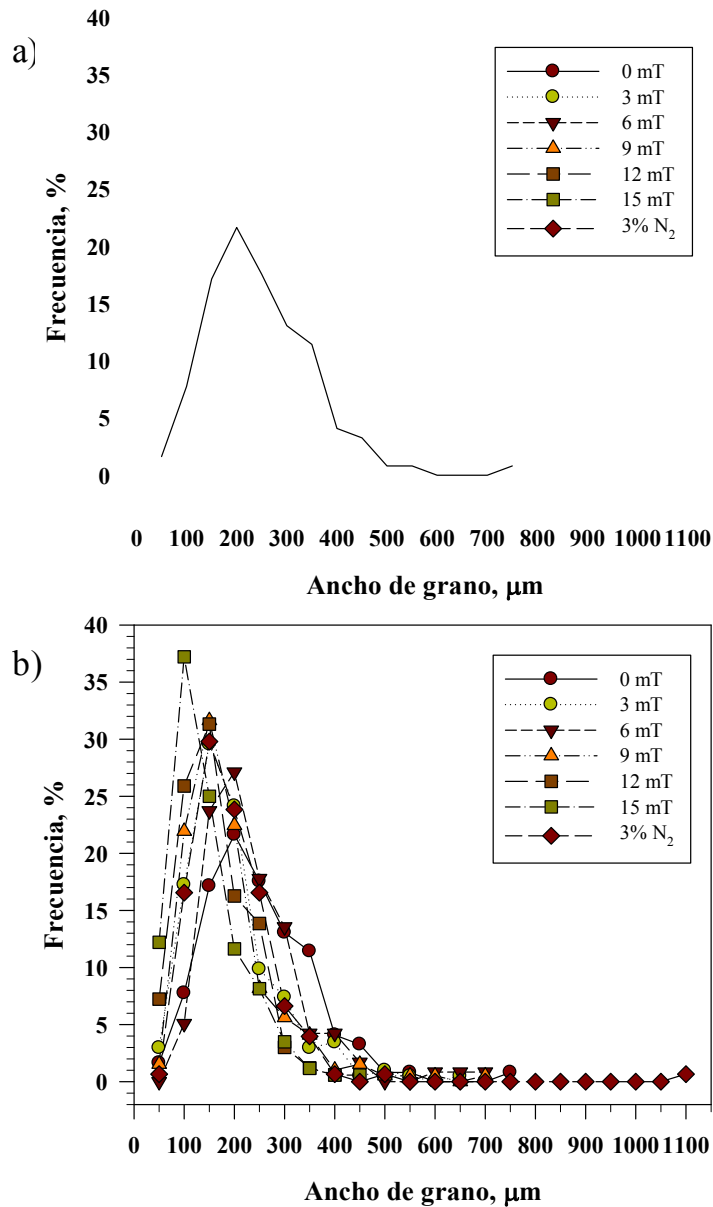 a)
40
35
30
25
20
15
10
5
0
Frecuencia, %
0 mT
3 mT
6 mT
9 mT
12 mT
15 mT
3% N2
0 100 200 300 400 500 600 700 800 900 1000 1100
Ancho de grano, μm
b)
40
35
30
25
20
15
10
5
0
Frecuencia, %
0 mT
3 mT
6 mT
9 mT
12 mT
15 mT
3% N2
0 100 200 300 400 500 600 700 800 900 1000 1100
Ancho de grano, μm